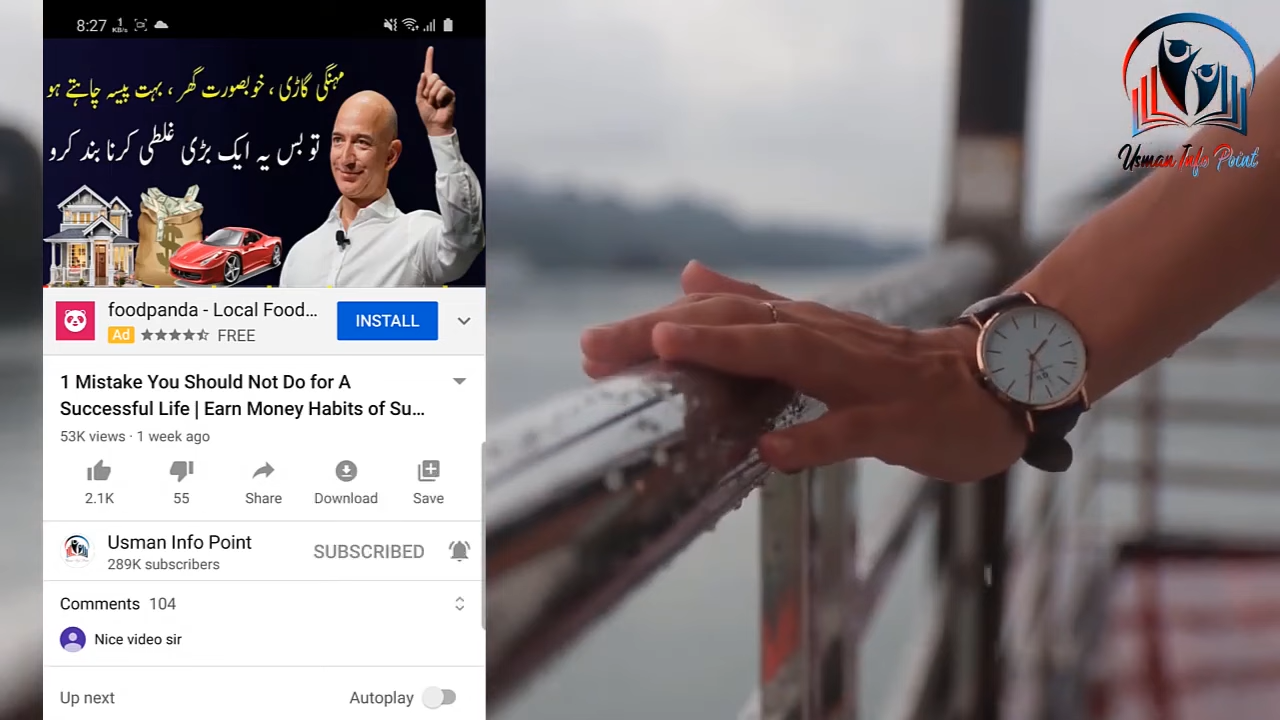 8:27
1
KB/s
مہنگی گاڑی ، خوبصورت گھر ، بہت پیسہ چاہتے ہو
تو بس یہ ایک بڑی غلطی کرنا بند کرو
foodpanda - Local Food...
INSTALL
Ad
FREE
1 Mistake You Should Not Do for A
Successful Life | Earn Money Habits of Su...
53K views · 1 week ago
2.1K
55
Share
Download
Save
Usman Info Point
289K subscribers
SUBSCRIBED
Comments 104
Nice video sir
Up next
Autoplay
Usman Info Point